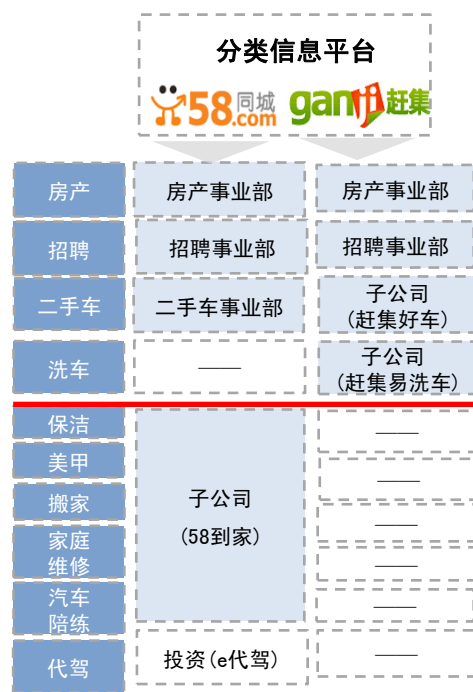 分类信息平台
58同城
.com
ganji赶集
房产
房产事业部
房产事业部
招聘
招聘事业部
招聘事业部
二手车
二手车事业部
子公司
(赶集好车)
洗车
——
子公司
(赶集易洗车)
保洁
——
美甲
——
搬家
子公司
(58到家)
——
家庭
维修
——
汽车
陪练
——
代驾
投资(e代驾)
——